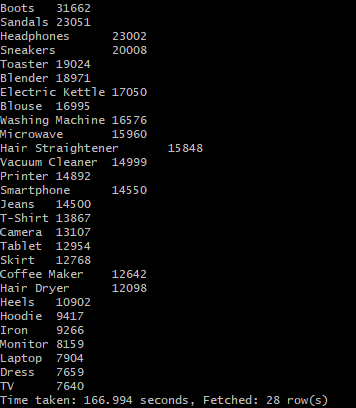 Boots 31662
Sandals 23051
Headphones 23002
Sneakers 20008
Toaster 19024
Blender 18971
Electric Kettle 17050
Blouse 16995
Washing Machine 16576
Microwave 15960
Hair Straightener 15848
Vacuum Cleaner 14999
Printer 14892
Smartphone 14550
Jeans 14500
T-Shirt 13867
Camera 13107
Tablet 12954
Skirt 12768
Coffee Maker 12642
Hair Dryer 12098
Heels 10902
Hoodie 9417
Iron 9266
Monitor 8159
Laptop 7904
Dress 7659
TV 7640
Time taken: 166.994 seconds, Fetched: 28 row(s)